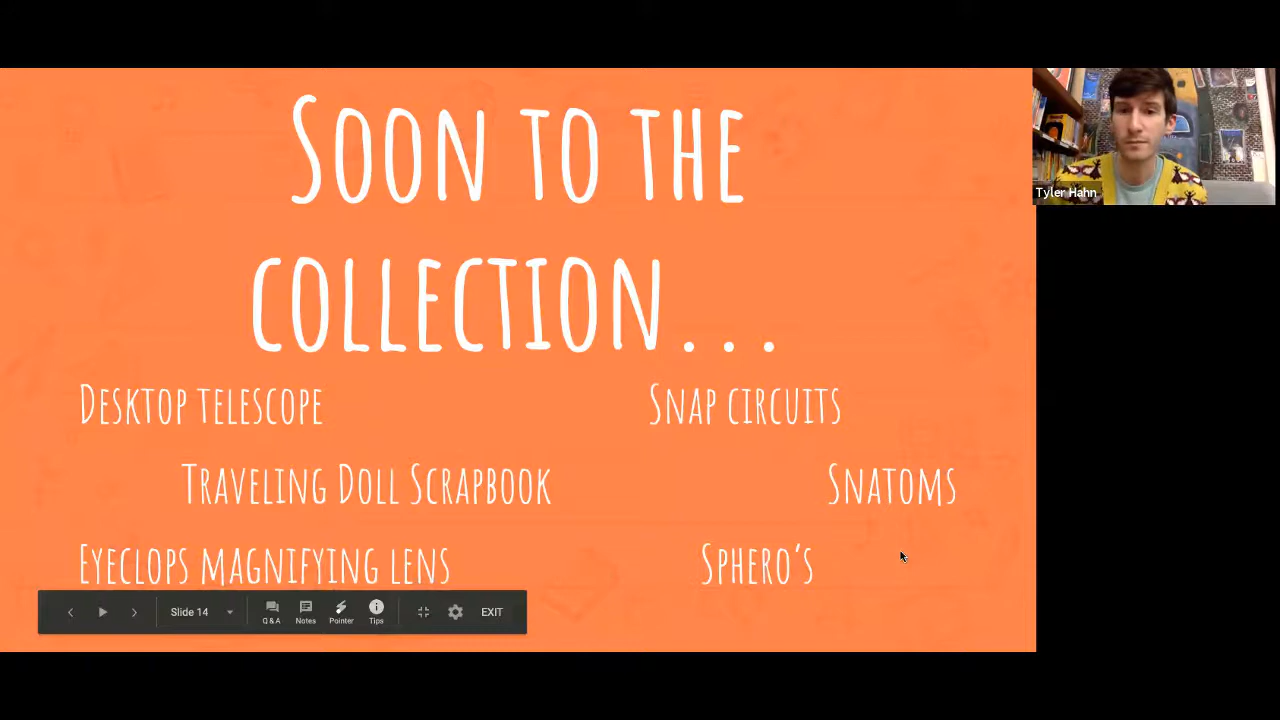 Soon to the
collection...
Desktop telescope
Snap circuits
Traveling Doll Scrapbook
Snatoms
Eyeclops magnifying lens
Sphero's
Slide 14
Q & A
Notes
Pointer
Tips
EXIT
Tyler Hahn